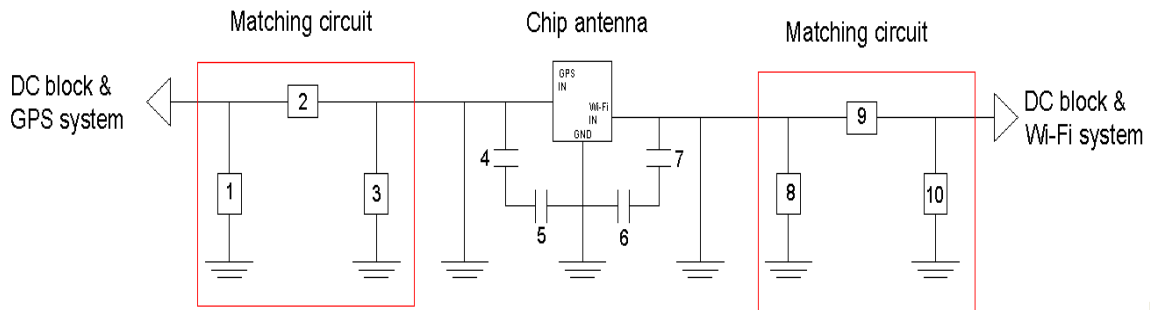 Matching circuit
Chip antenna
Matching circuit
DC block &
GPS system
GPS
IN
Wi-Fi
IN
GND
DC block &
Wi-Fi system
1
2
3
4
5
6
7
8
9
10